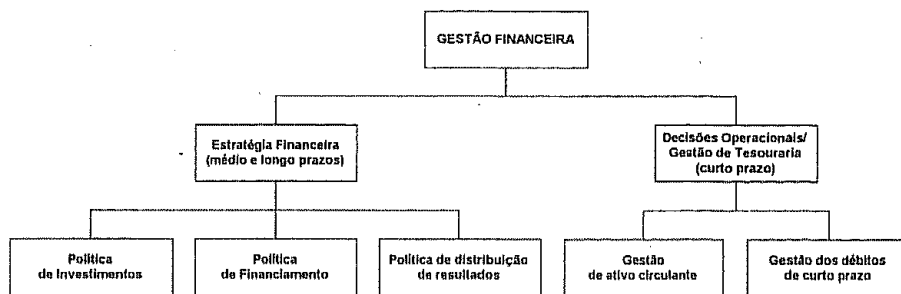 GESTÃO FINANCEIRA
Estratégia Financeira
(médio e longo prazos)
Decisões Operacionais/
Gestão de Tesouraria
(curto prazo)
Política
de Investimentos
Política
de Financiamento
Política de distribuição
de resultados
Gestão
de ativo circulante
Gestão dos débitos
de curto prazo